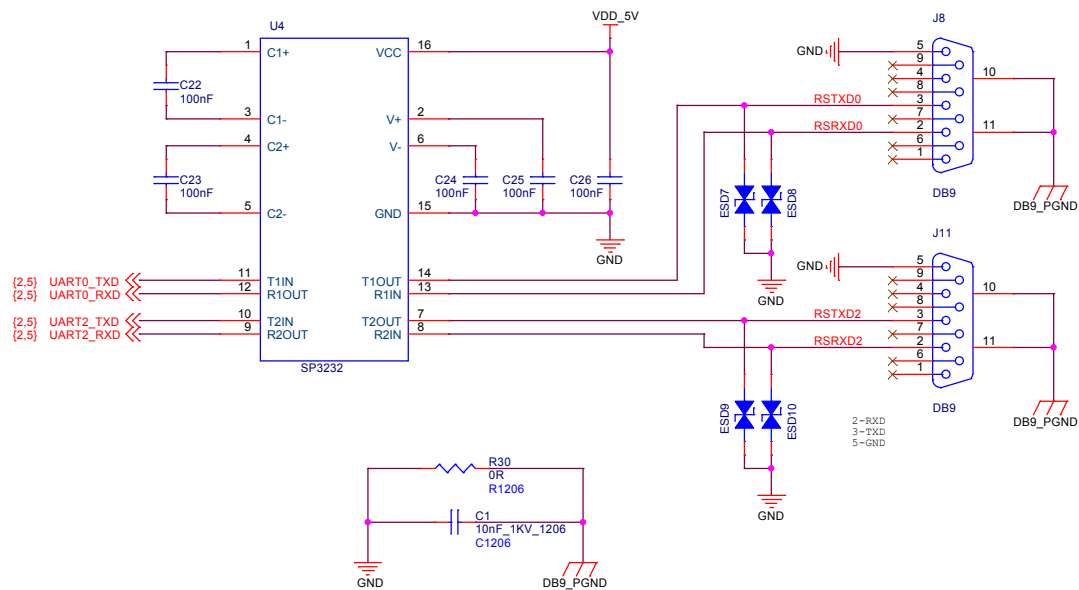 U4
SP3232
1 C1+
3 C1-
4 C2+
5 C2-
11 T1IN
12 R1OUT
10 T2IN
9 R2OUT
VCC 16
V+ 2
V- 6
GND 15
T1OUT 14
R1IN 13
T2OUT 7
R2IN 8
C22
100nF
C23
100nF
{2,5} UART0_TXD
{2,5} UART0_RXD
{2,5} UART2_TXD
{2,5} UART2_RXD
VDD_5V
C24
100nF
C25
100nF
C26
100nF
GND
RSTXD0
RSRXD0
ESD7
ESD8
GND
J8
GND
5
9
4
8
3
7
2
6
1
10
11
DB9
DB9_PGND
RSTXD2
RSRXD2
ESD9
ESD10
GND
J11
GND
5
9
4
8
3
7
2
6
1
10
11
DB9
DB9_PGND
2-RXD
3-TXD
5-GND
R30
0R
R1206
C1
10nF_1KV_1206
C1206
GND
DB9_PGND